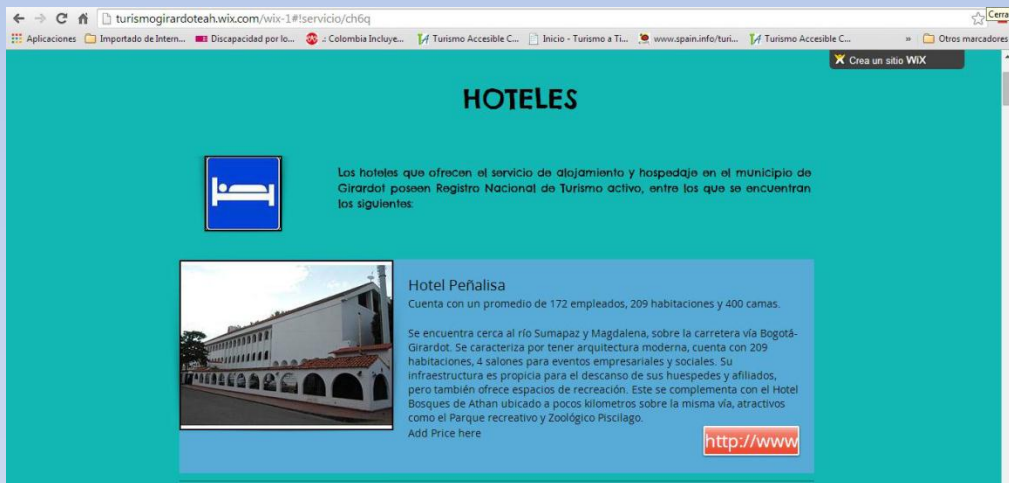 turismogirardoteah.wix.com/wix-1#!servicio/ch6q
Cerra
Aplicaciones Importado de Intern... Discapacidad por lo... .: Colombia Incluye... Turismo Accesible C... Inicio - Turismo a Ti... www.spain.info/turi... Turismo Accesible C... » Otros marcadores
Crea un sitio WiX
HOTELES
Los hoteles que ofrecen el servicio de alojamiento y hospedaje en el municipio de
Girardot poseen Registro Nacional de Turismo activo, entre los que se encuentran
los siguientes:
Hotel Peñalisa
Cuenta con un promedio de 172 empleados, 209 habitaciones y 400 camas.
Se encuentra cerca al río Sumapaz y Magdalena, sobre la carretera vía Bogotá-
Girardot. Se caracteriza por tener arquitectura moderna, cuenta con 209
habitaciones, 4 salones para eventos empresariales y sociales. Su
infraestructura es propicia para el descanso de sus huespedes y afiliados,
pero también ofrece espacios de recreación. Este se complementa con el Hotel
Bosques de Athan ubicado a pocos kilometros sobre la misma vía, atractivos
como el Parque recreativo y Zoológico Piscilago.
Add Price here
http://www